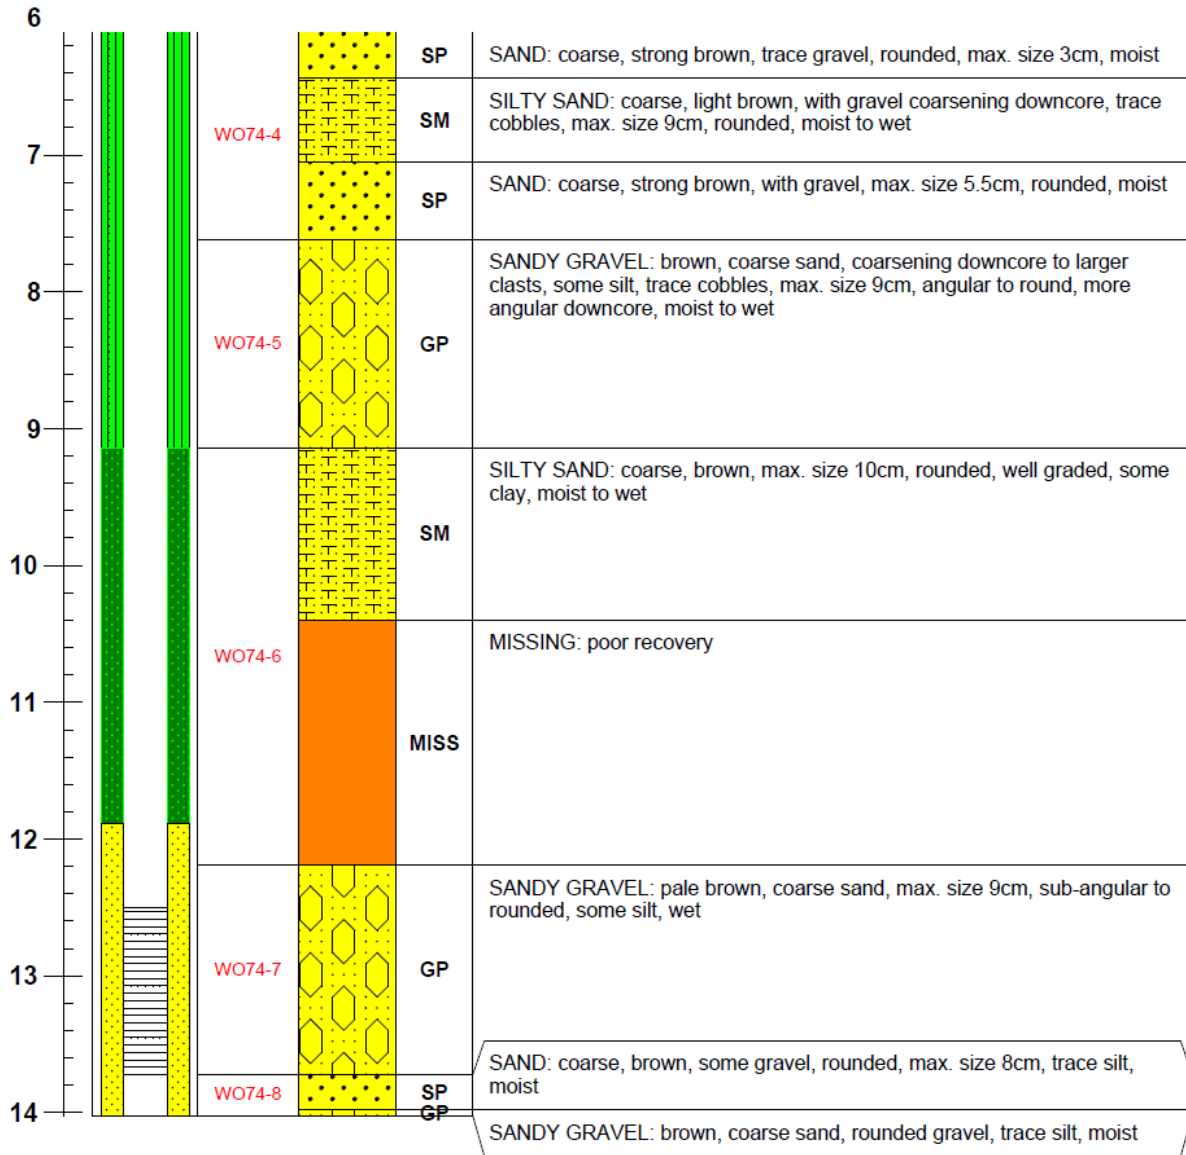 6
SP
SAND: coarse, strong brown, trace gravel, rounded, max. size 3cm, moist
SM
SILTY SAND: coarse, light brown, with gravel coarsening downcore, trace
cobbles, max. size 9cm, rounded, moist to wet
WO74-4
7
SP
SAND: coarse, strong brown, with gravel, max. size 5.5cm, rounded, moist
SANDY GRAVEL: brown, coarse sand, coarsening downcore to larger
clasts, some silt, trace cobbles, max. size 9cm, angular to round, more
angular downcore, moist to wet
8
WO74-5
GP
9
SILTY SAND: coarse, brown, max. size 10cm, rounded, well graded, some
clay, moist to wet
SM
10
MISSING: poor recovery
WO74-6
11
MISS
12
SANDY GRAVEL: pale brown, coarse sand, max. size 9cm, sub-angular to
rounded, some silt, wet
13
WO74-7
GP
SAND: coarse, brown, some gravel, rounded, max. size 8cm, trace silt,
moist
WO74-8
SP
14
GP
SANDY GRAVEL: brown, coarse sand, rounded gravel, trace silt, moist